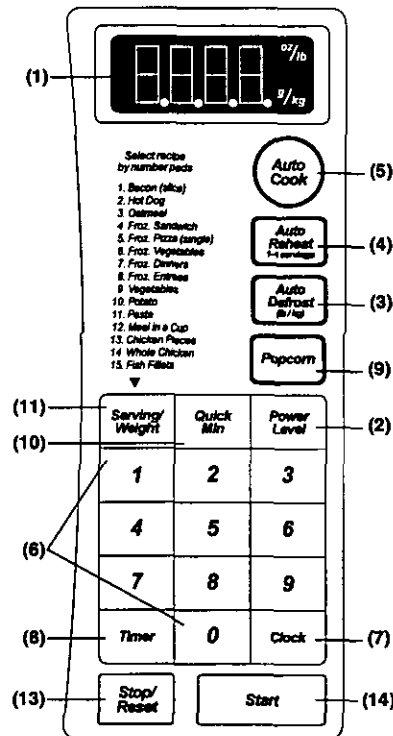 oz/lb
(1)
g/kg
Select recipe
by number pads
Auto
Cook
(5)
1. Bacon (slice)
2. Hot Dog
3. Oatmeal
4. Froz. Sandwich
5. Froz. Pizza (single)
6. Froz. Vegetables
7. Froz. Dinners
8. Froz. Entrees
9 Vegetables
10. Potato
11. Pasta
12. Meal in a Cup
13. Chicken Pieces
14 Whole Chicken
15. Fish Fillets
Auto
Reheat
1-4 servings
(4)
Auto
Defrost
(lb / kg)
(3)
Popcorn
(9)
(11)
Serving/
Weight
Quick
Min
Power
Level
(2)
(10)
1 2 3
4 5 6
(6)
7 8 9
(8) Timer 0 Clock (7)
(13)
Stop/
Reset
Start
(14)